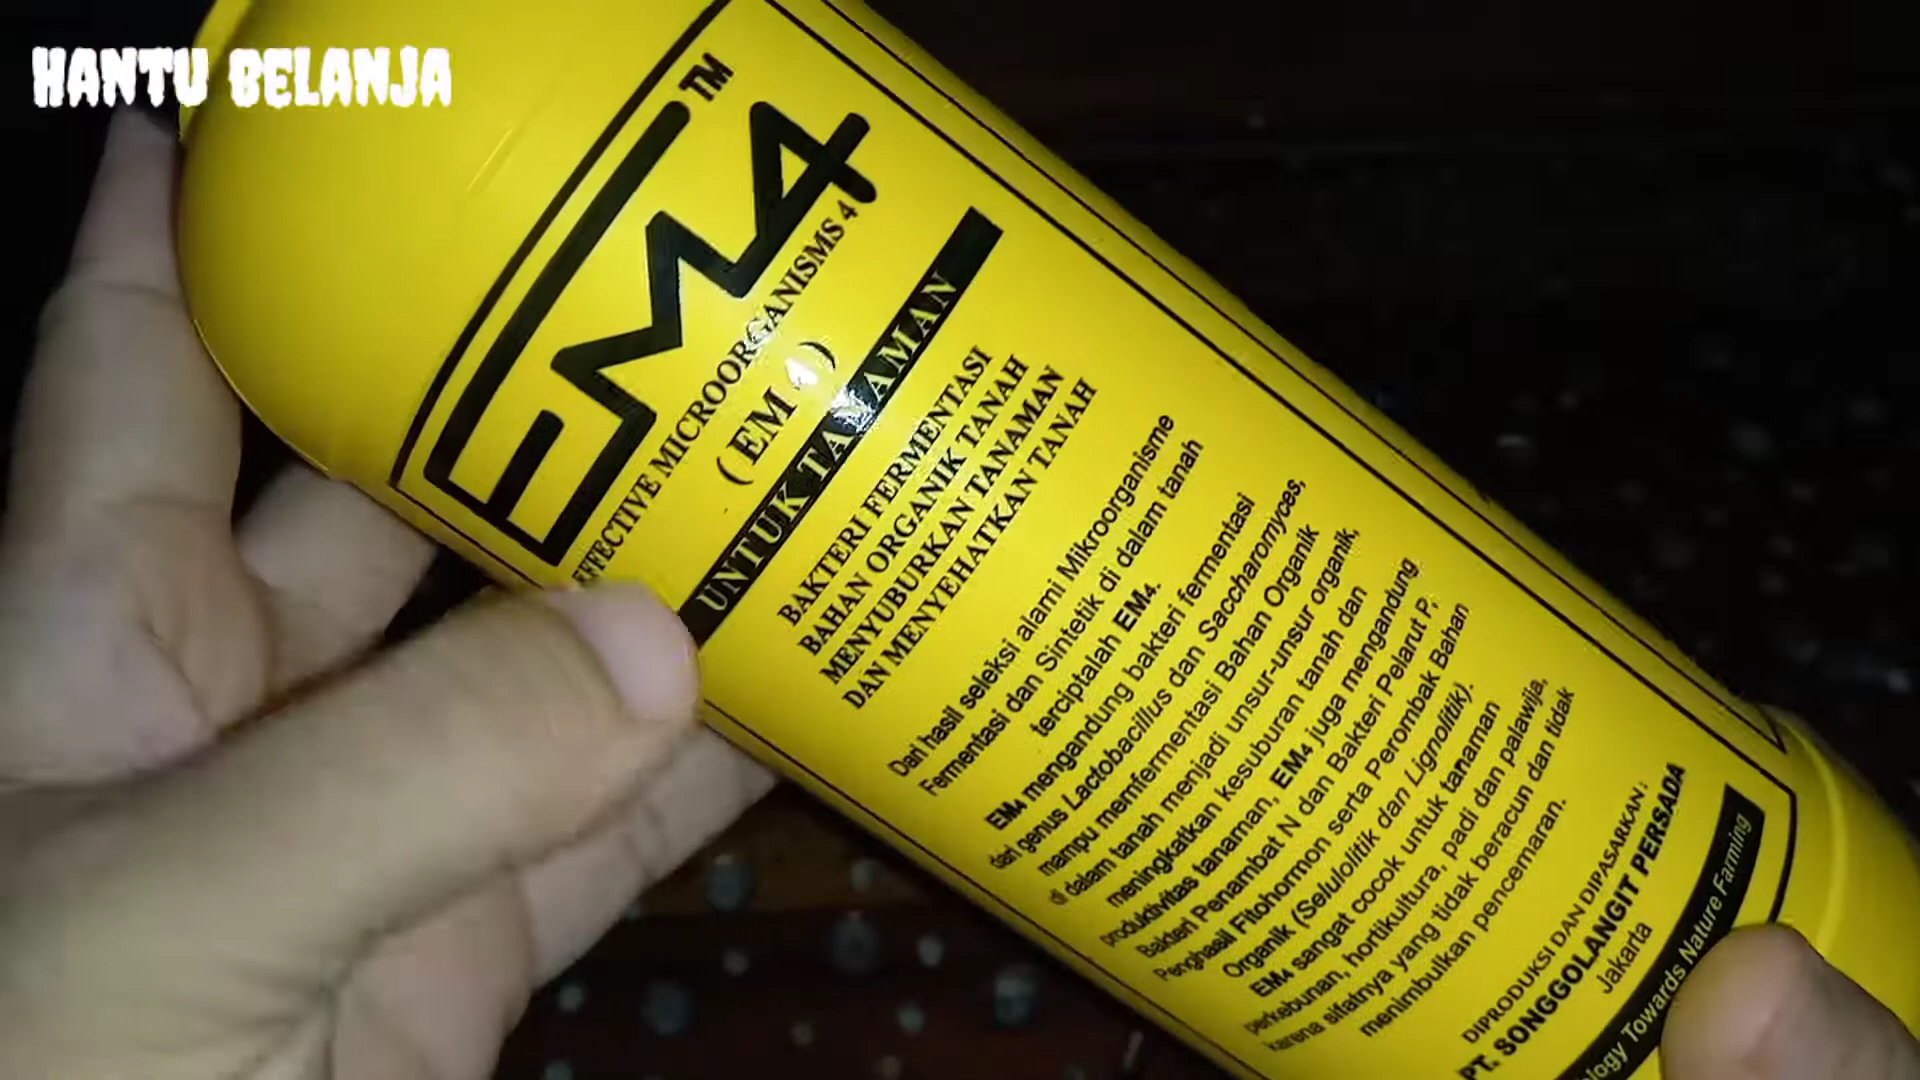 HANTU BELANJA
EM4 TM
EFFECTIVE MICROORGANISMS 4
( EM 4 )
UNTUK TANAMAN
BAKTERI FERMENTASI
BAHAN ORGANIK TANAH
MENYUBURKAN TANAMAN
DAN MENYEHATKAN TANAH
Dari hasil seleksi alami Mikroorganisme
Fermentasi dan Sintetik di dalam tanah
terciptalah EM4.
EM4 mengandung bakteri fermentasi
dari genus Lactobacillus dan Saccharomyces,
mampu memfermentasi Bahan Organik
di dalam tanah menjadi unsur-unsur organik,
meningkatkan kesuburan tanah dan
produktivitas tanaman, EM4 juga mengandung
Bakteri Penambat N dan Bakteri Pelarut P,
Penghasil Fitohormon serta Perombak Bahan
Organik (Selulolitik dan Lignolitik).
EM4 sangat cocok untuk tanaman
perkebunan, hortikultura, padi dan palawija,
karena sifatnya yang tidak beracun dan tidak
menimbulkan pencemaran.
DIPRODUKSI DAN DIPASARKAN :
PT. SONGGOLANGIT PERSADA
Jakarta
Towards Nature Farming